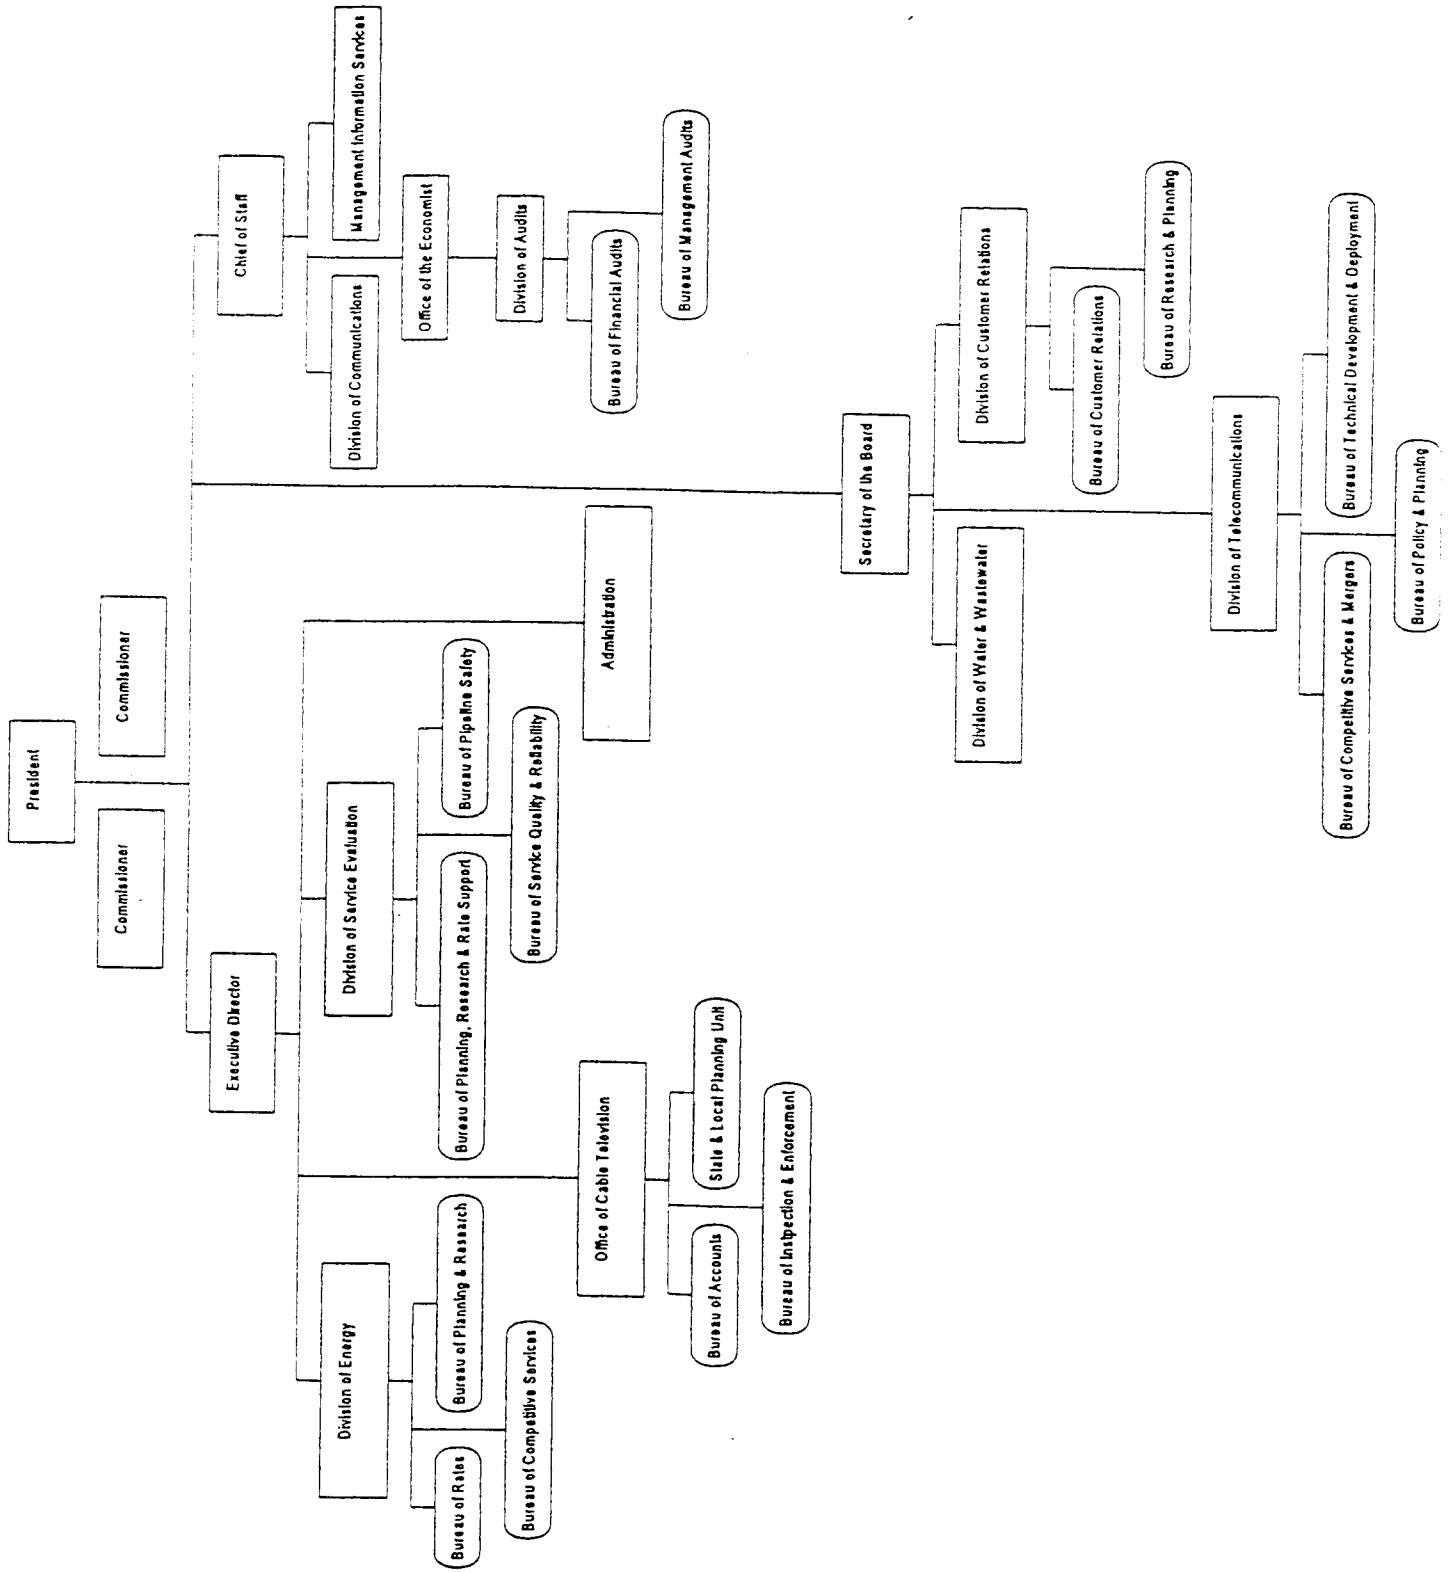 President
Commissioner
Commissioner
Executive Director
Chief of Staff
Division of Energy
Division of Service Evaluation
Division of Communications
Management Information Services
Bureau of Rates
Bureau of Planning & Research
Bureau of Planning, Research & Rate Support
Bureau of Pipeline Safety
Office of the Economist
Bureau of Competitive Services
Bureau of Service Quality & Reliability
Division of Audits
Office of Cable Television
Administration
Bureau of Financial Audits
Bureau of Management Audits
Bureau of Accounts
State & Local Planning Unit
Bureau of Instpection & Enforcement
Secretary of the Board
Division of Water & Wastewater
Division of Customer Relations
Bureau of Customer Relations
Bureau of Research & Planning
Division of Telecommunications
Bureau of Competitive Services & Mergers
Bureau of Technical Development & Deployment
Bureau of Policy & Planning